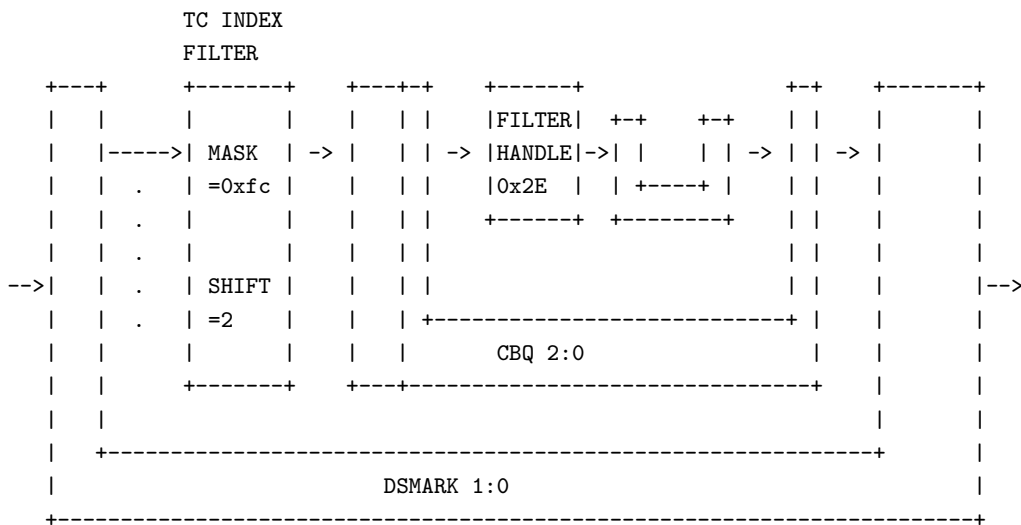 TC INDEX
FILTER
+---+ +-------+ +---+-+ +------+ +-+ +-------+
| | | | | | | |FILTER| +-+ +-+ | | | |
| |----->| MASK | -> | | | -> |HANDLE|->| | | | -> | | -> | |
| | . | =0xfc | | | | |0x2E | | +----+ | | | | |
| | . | | | | | +------+ +--------+ | | | |
| | . | | | | | | | | |
-->| | . | SHIFT | | | | | | | |-->
| | . | =2 | | | +----------------------------+ | | |
| | | | | | CBQ 2:0 | | |
| | +-------+ +---+--------------------------------+ | |
| | | |
| +-------------------------------------------------------------+ |
| DSMARK 1:0 |
+-------------------------------------------------------------------------+